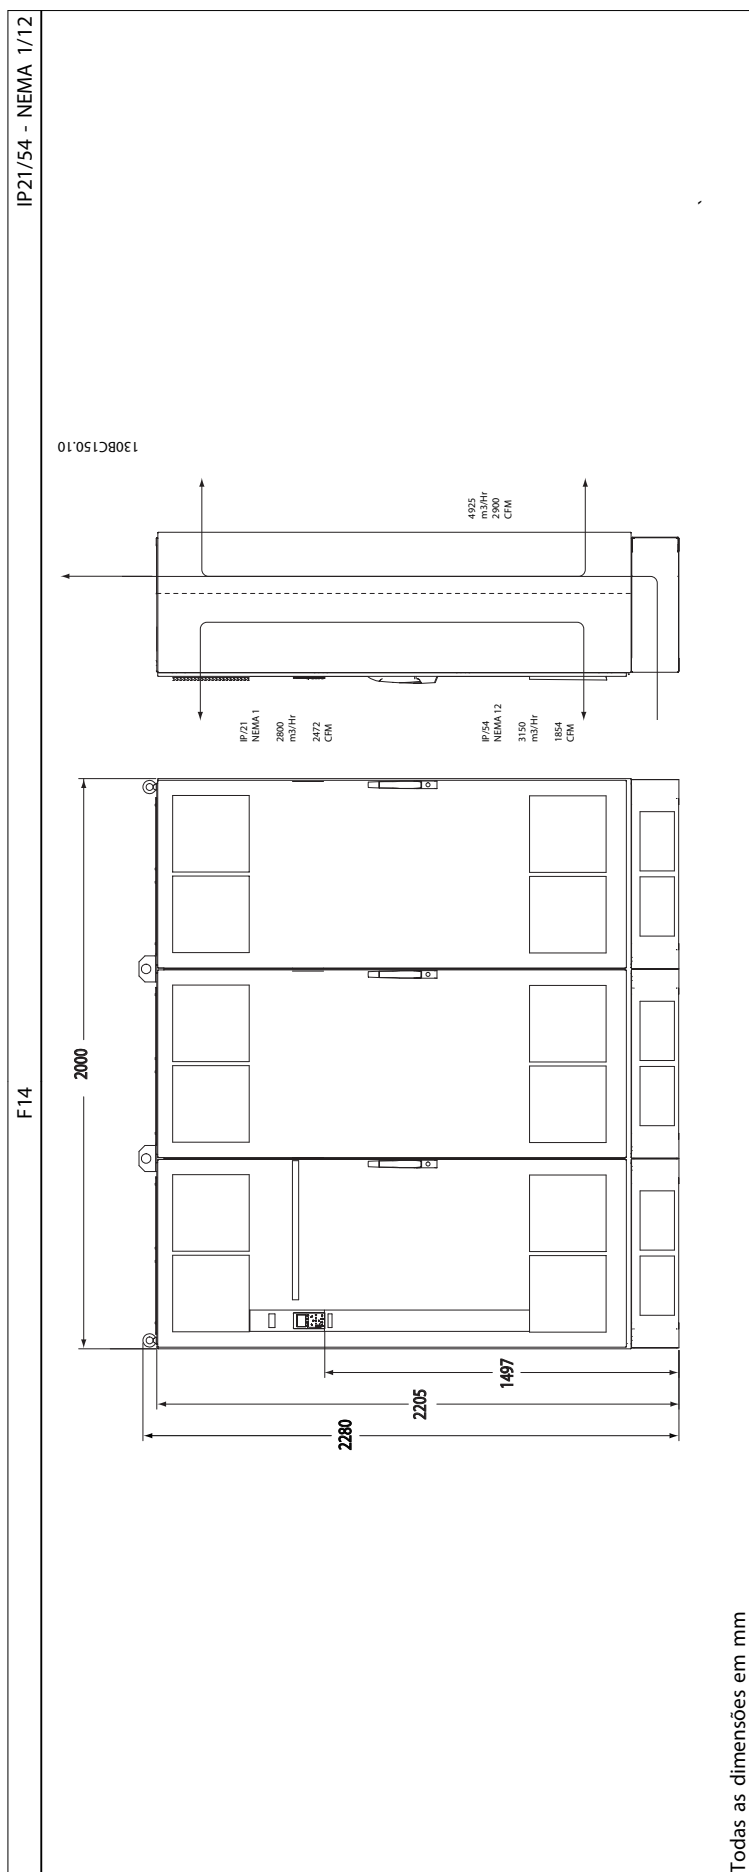 F14
IP21/54 - NEMA 1/12
130BC150.10
2000
2280
2205
1497
IP/21
NEMA 1
2800
m3/Hr
2472
CFM
IP/54
NEMA 12
3150
m3/Hr
1854
CFM
4925
m3/Hr
2900
CFM
Todas as dimensões em mm